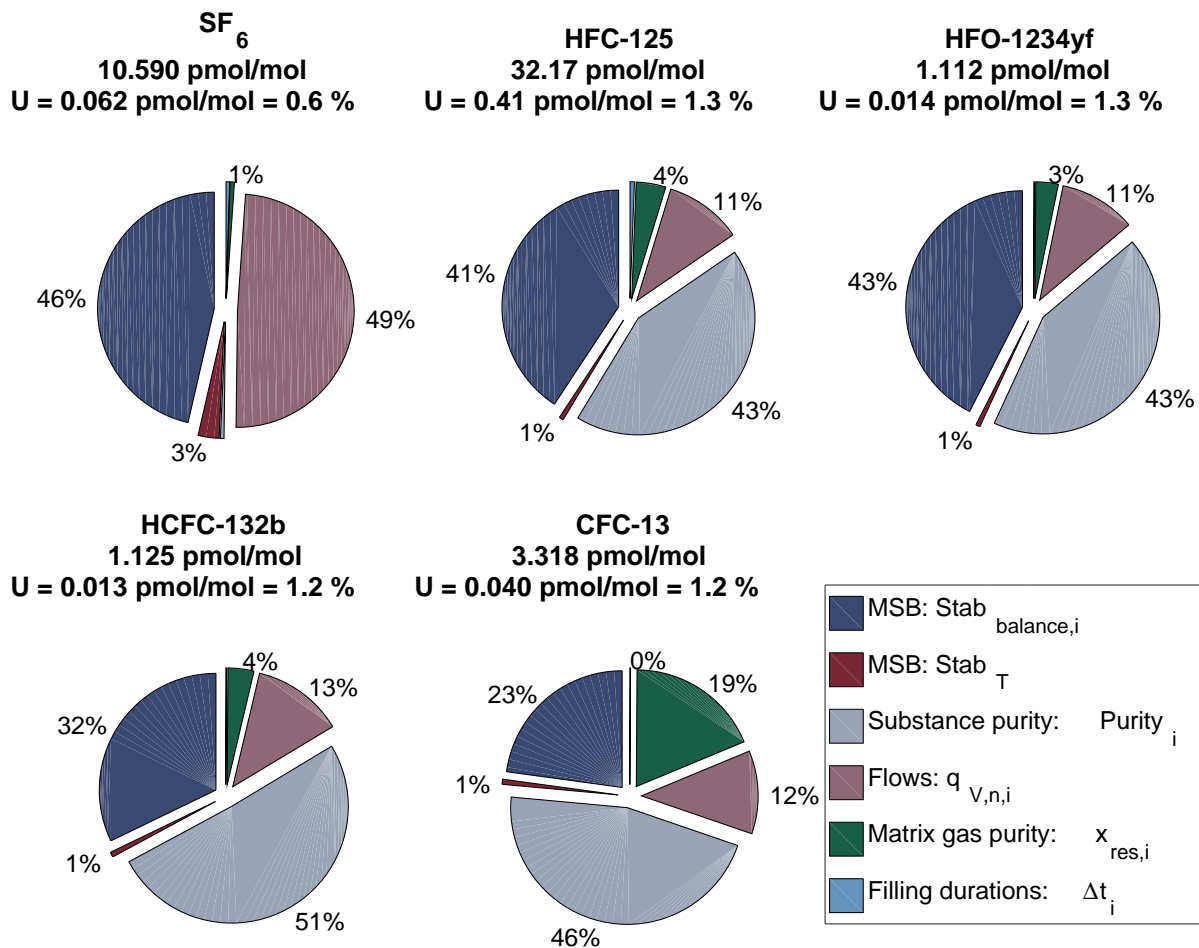 SF 6
10.590 pmol/mol
U = 0.062 pmol/mol = 0.6 %
1%
46%
49%
3%
HFC-125
32.17 pmol/mol
U = 0.41 pmol/mol = 1.3 %
4%
11%
41%
43%
1%
HFO-1234yf
1.112 pmol/mol
U = 0.014 pmol/mol = 1.3 %
3%
11%
43%
43%
1%
HCFC-132b
1.125 pmol/mol
U = 0.013 pmol/mol = 1.2 %
4%
13%
32%
1%
51%
CFC-13
3.318 pmol/mol
U = 0.040 pmol/mol = 1.2 %
0%
23%
19%
1%
12%
46%
MSB: Stab balance,i
MSB: Stab T
Substance purity: Purity i
Flows: q V,n,i
Matrix gas purity: x res,i
Filling durations: Δt i